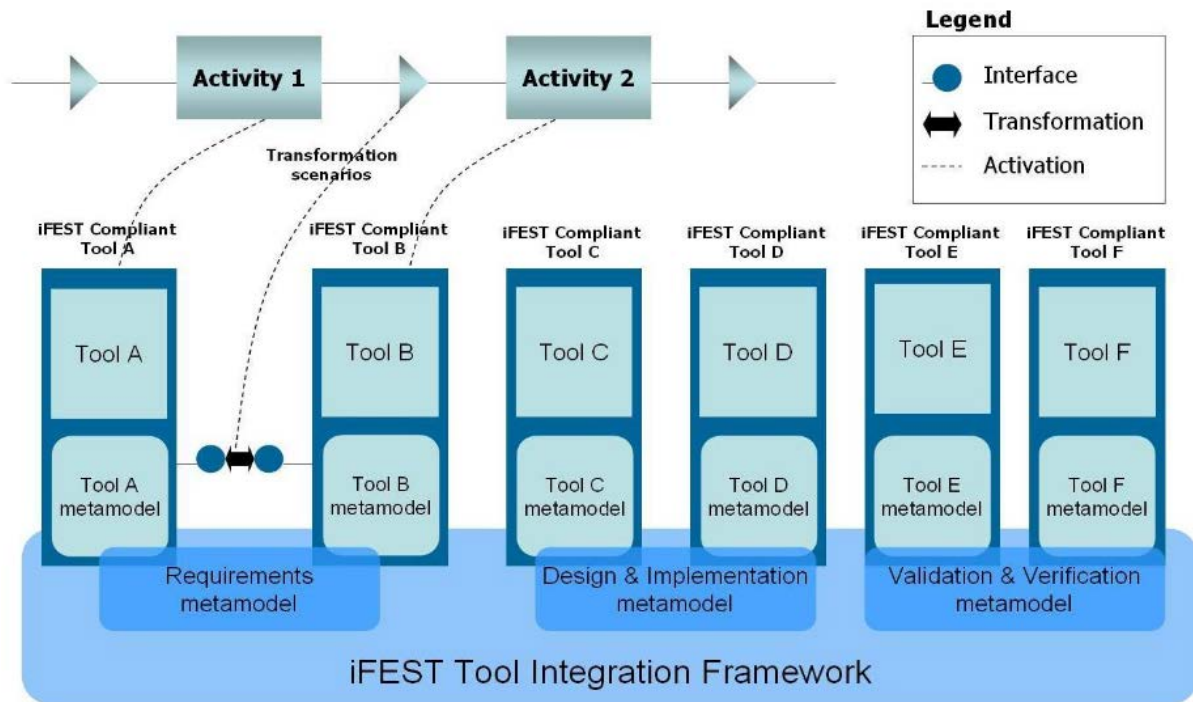 Legend
Interface
Transformation
Activation
Activity 1
Activity 2
Transformation
scenarios
iFEST Compliant
Tool A
iFEST Compliant
Tool B
iFEST Compliant
Tool C
iFEST Compliant
Tool D
iFEST Compliant
Tool E
iFEST Compliant
Tool F
Tool A
Tool B
Tool C
Tool D
Tool E
Tool F
Tool A
metamodel
Tool B
metamodel
Tool C
metamodel
Tool D
metamodel
Tool E
metamodel
Tool F
metamodel
Requirements
metamodel
Design & Implementation
metamodel
Validation & Verification
metamodel
iFEST Tool Integration Framework